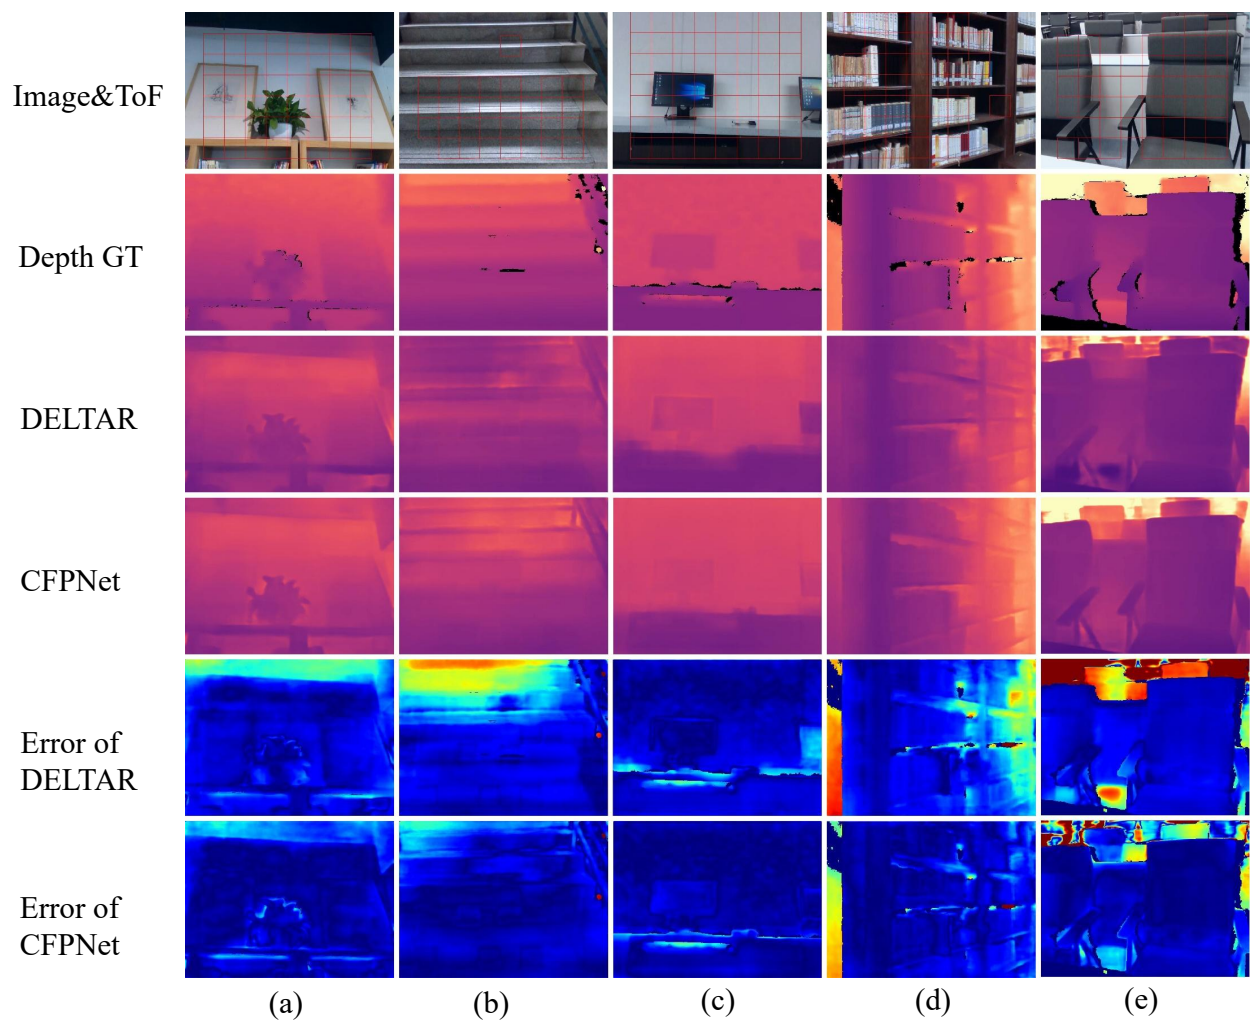 Image&ToF
Depth GT
DELTAR
CFPNet
Error of
DELTAR
Error of
CFPNet
(a)
(b)
(c)
(d)
(e)